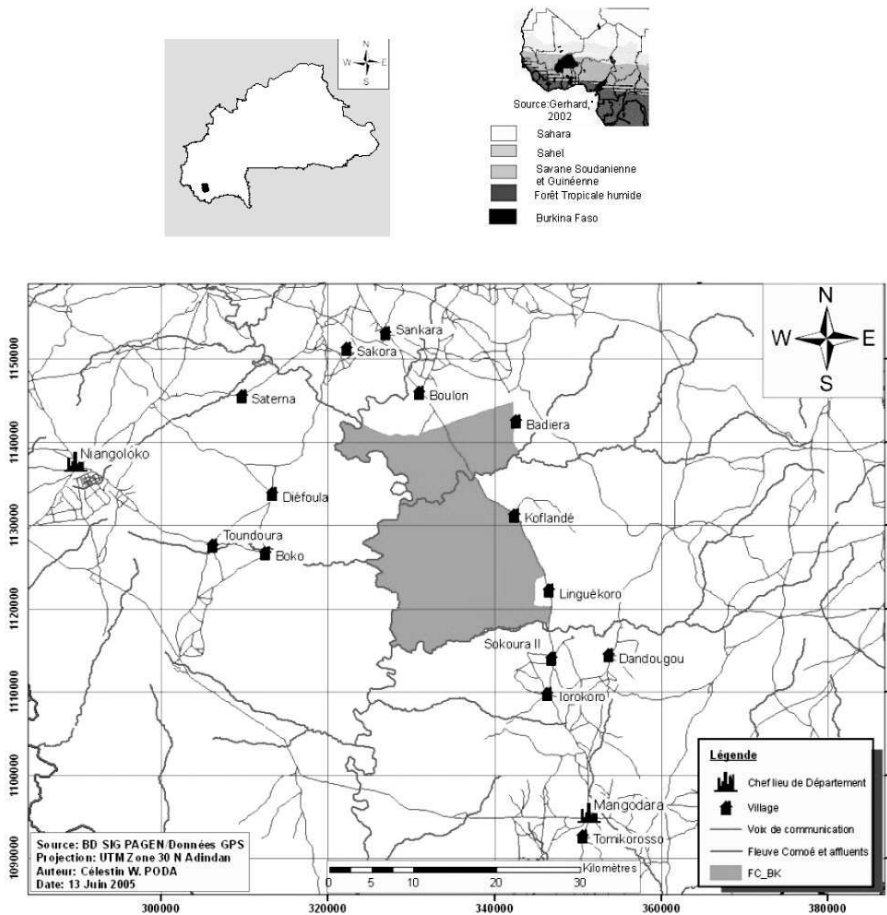 N
W E
S
Source:Gerhard,
2002
Sahara
Sahel
Savane Soudanienne
et Guinéenne
Forêt Tropicale humide
Burkina Faso
N
W E
S
1150000
1140000
1130000
1120000
1110000
1100000
1090000
Sankara
Sakora
Saterna
Boulon
Badiera
Niangoloko
Diéfoula
Koflandé
Toundoura
Boko
Linguèkoro
Sokoura II
Dandougou
Torokoro
Mangodara
Tomikorosso
Légende
Chef lieu de Département
Village
Voix de communication
Fleuve Comoé et affluents
FC_BK
Source: BD SIG PAGEN/Données GPS
Projection: UTM Zone 30 N Adindan
Auteur: Célestin W. PODA
Date: 13 Juin 2005
Kilomètres
0 5 10 20 30
300000 320000 340000 360000 380000